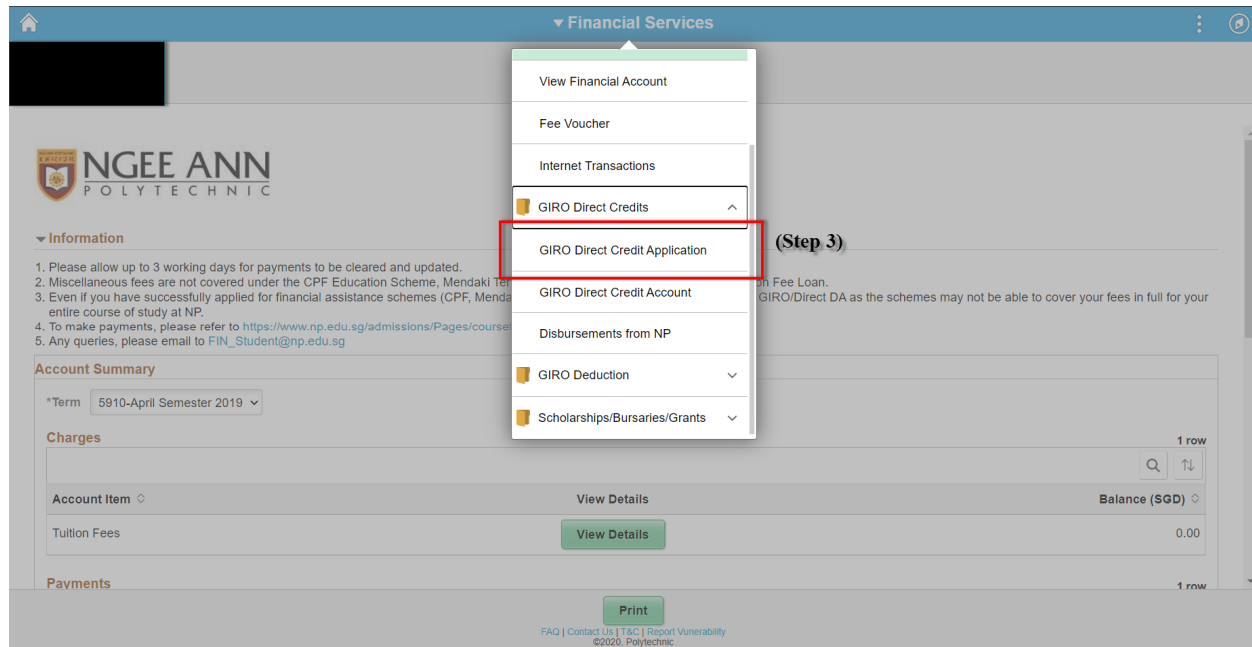 Financial Services
View Financial Account
Fee Voucher
Internet Transactions
GIRO Direct Credits
GIRO Direct Credit Application
(Step 3)
GIRO Direct Credit Account
Disbursements from NP
GIRO Deduction
Scholarships/Bursaries/Grants
NGEE ANN
POLYTECHNIC
Information
1. Please allow up to 3 working days for payments to be cleared and updated.
2. Miscellaneous fees are not covered under the CPF Education Scheme, Mendaki Fee Loan.
3. Even if you have successfully applied for financial assistance schemes (CPF, GIRO/Direct DA as the schemes may not be able to cover your fees in full for your
entire course of study at NP.
4. To make payments, please refer to https://www.np.edu.sg/admissions/Pages/course
5. Any queries, please email to FIN_Student@np.edu.sg
Account Summary
*Term 5910-April Semester 2019
Charges
1 row
Account Item View Details Balance (SGD)
Tuition Fees View Details 0.00
Payments 1 row
Print
FAQ | Contact Us | T&C | Report Vunerability
©2020, Polytechnic